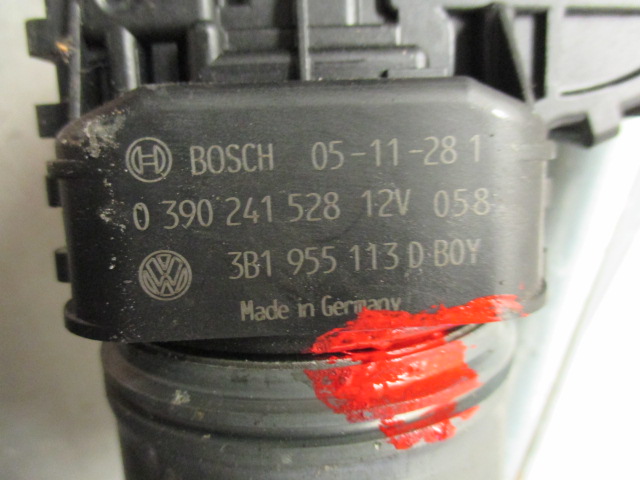 BOSCH 05-11-28 1
0 390 241 528 12V 058
3B1 955 113 D BOY
Made in Germany